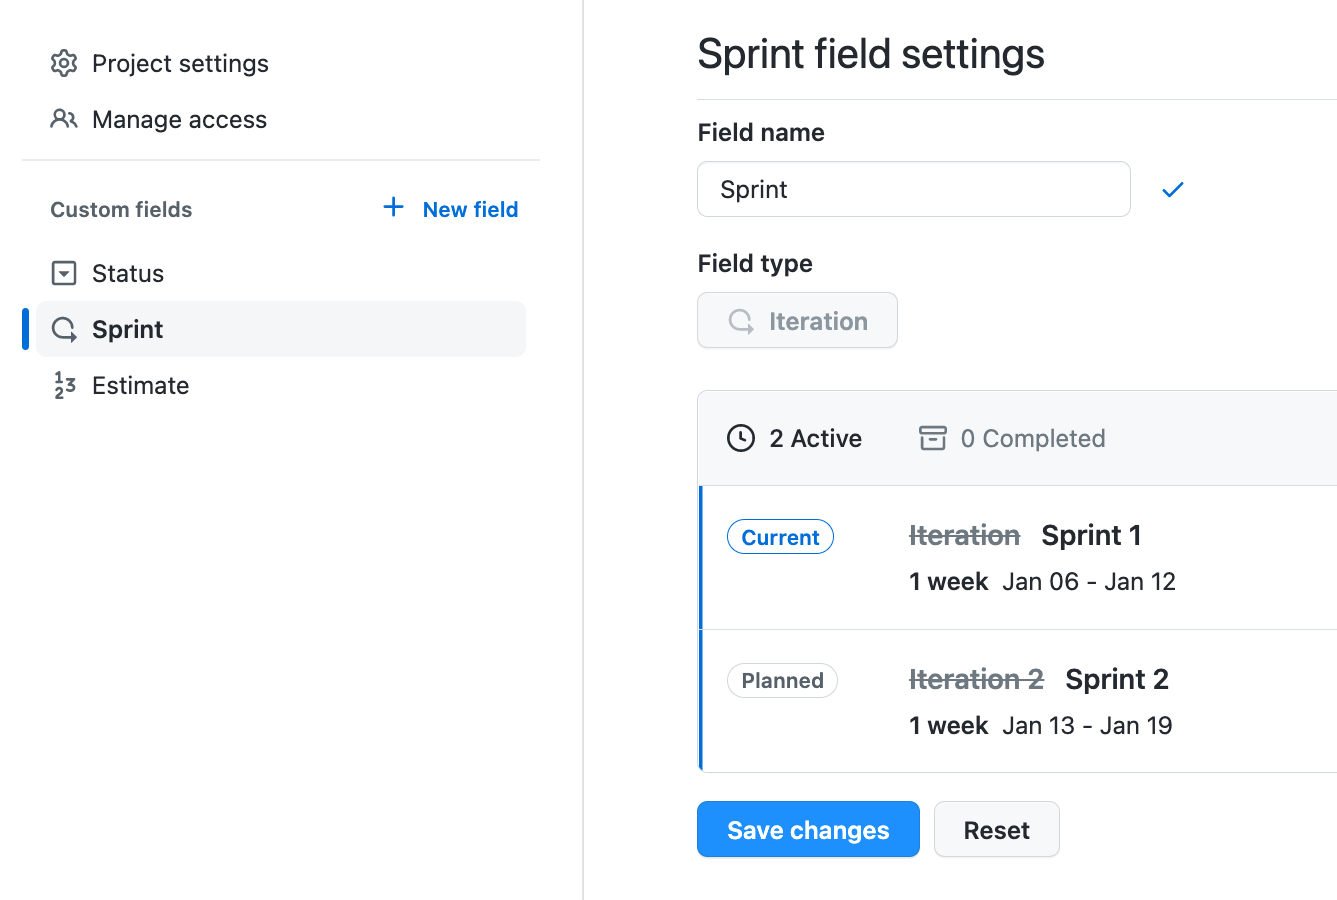 Project settings
Manage access
Custom fields
New field
Status
Sprint
Estimate
Sprint field settings
Field name
Sprint
Field type
Iteration
2 Active 0 Completed
Current Iteration Sprint 1
1 week Jan 06 - Jan 12
Planned Iteration 2 Sprint 2
1 week Jan 13 - Jan 19
Save changes Reset